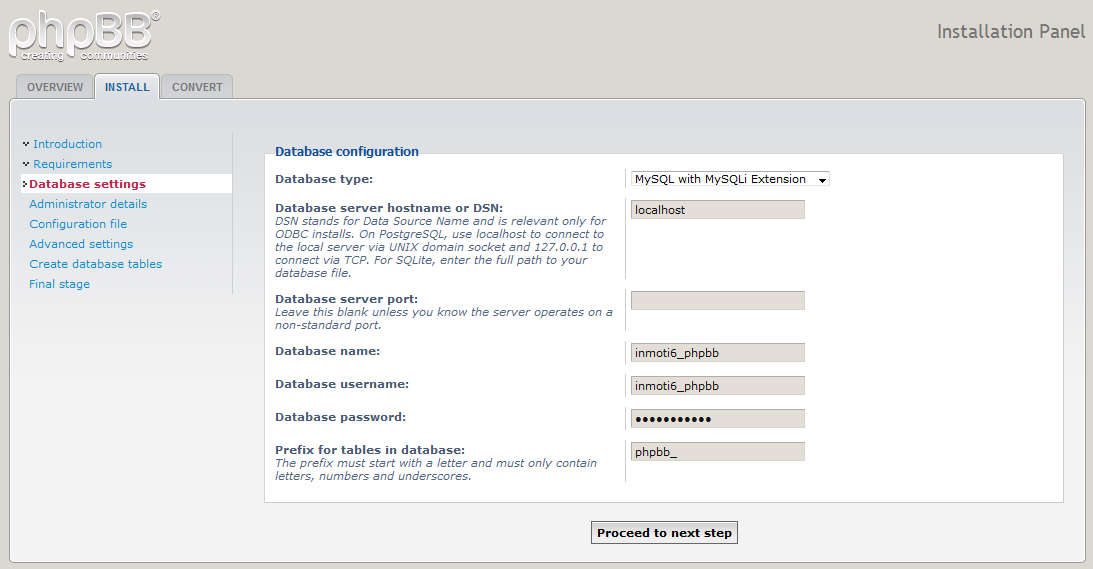 phpBB®
creating communities
Installation Panel
OVERVIEW INSTALL CONVERT
Introduction
Requirements
Database settings
Administrator details
Configuration file
Advanced settings
Create database tables
Final stage
Database configuration
Database type:
MySQL with MySQLi Extension
Database server hostname or DSN:
DSN stands for Data Source Name and is relevant only for
ODBC installs. On PostgreSQL, use localhost to connect to
the local server via UNIX domain socket and 127.0.0.1 to
connect via TCP. For SQLite, enter the full path to your
database file.
localhost
Database server port:
Leave this blank unless you know the server operates on a
non-standard port.
Database name:
inmoti6_phpbb
Database username:
inmoti6_phpbb
Database password:
•••••••••••
Prefix for tables in database:
The prefix must start with a letter and must only contain
letters, numbers and underscores.
phpbb_
Proceed to next step